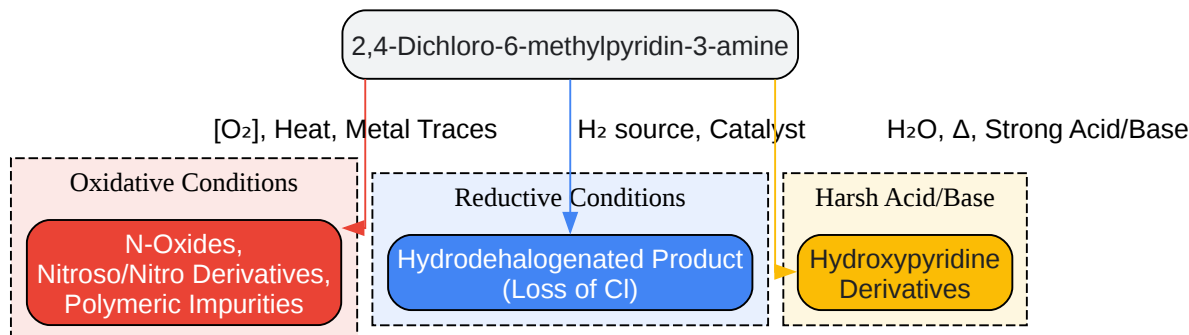 2,4-Dichloro-6-methylpyridin-3-amine
[O₂], Heat, Metal Traces
H₂ source, Catalyst
H₂O, Δ, Strong Acid/Base
Oxidative Conditions
N-Oxides,
Nitroso/Nitro Derivatives,
Polymeric Impurities
Reductive Conditions
Hydrodehalogenated Product
(Loss of Cl)
Harsh Acid/Base
Hydroxypyridine
Derivatives